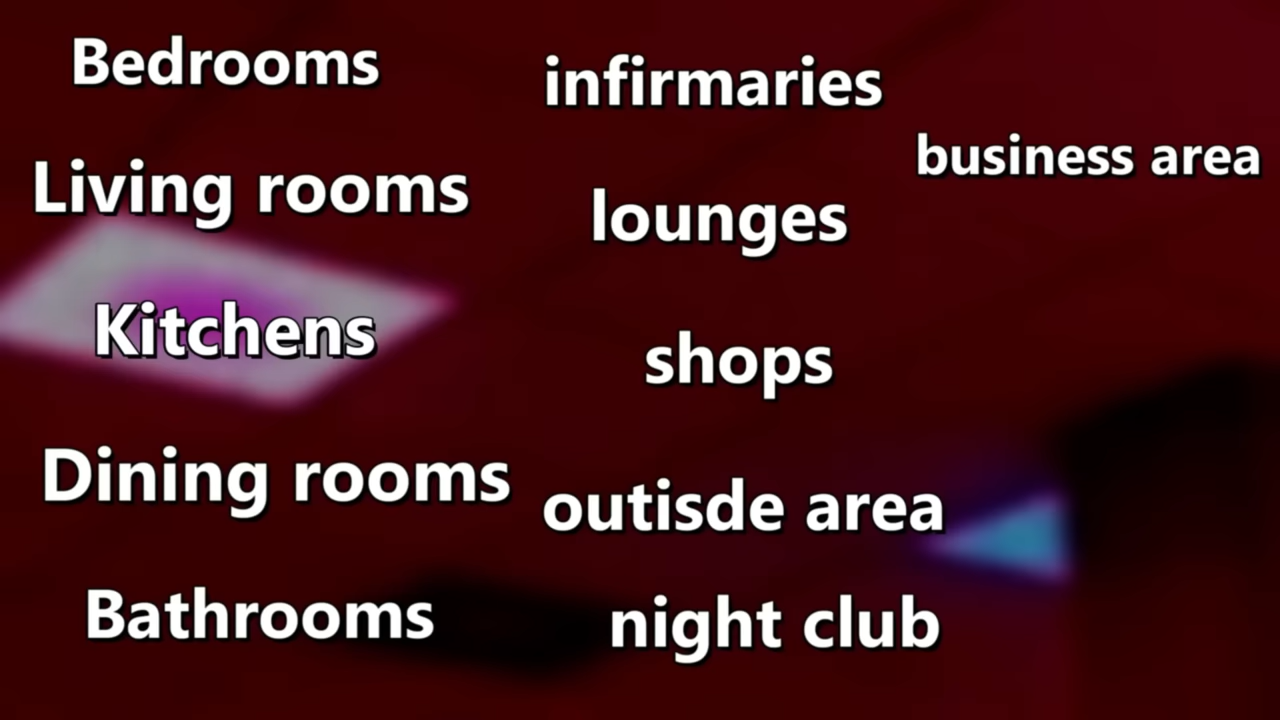 Bedrooms
Living rooms
Kitchens
Dining rooms
Bathrooms
infirmaries
lounges
shops
outisde area
night club
business area